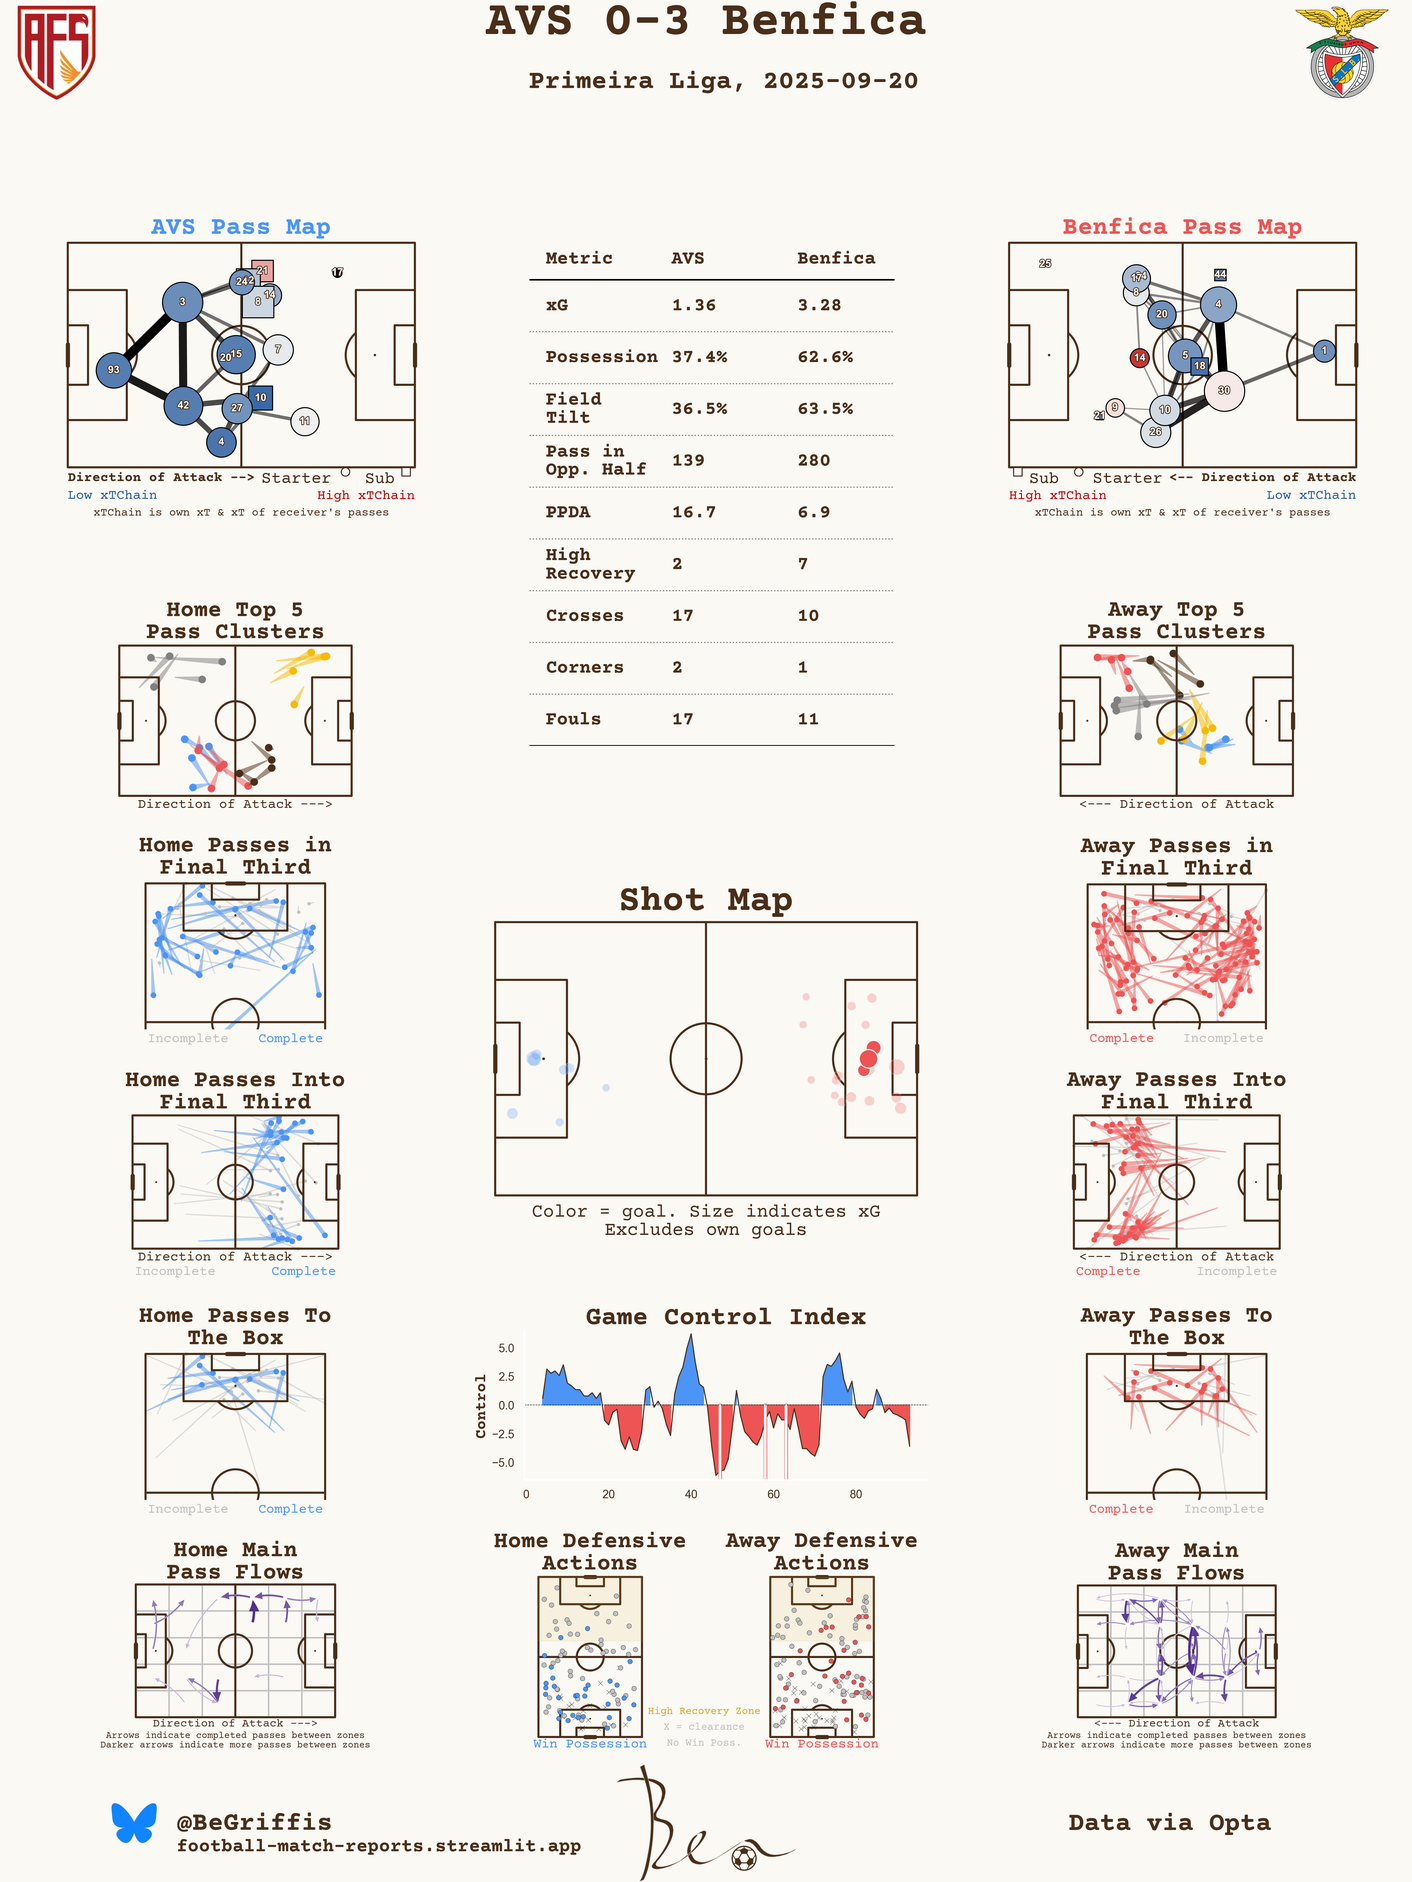 AVS 0-3 Benfica
Primeira Liga, 2025-09-20
AFS
AVS Pass Map
3
93
42
4
27
10
20
15
7
11
8
14
21
242
17
Direction of Attack --> Starter Sub
Low xTChain High xTChain
xTChain is own xT & xT of receiver's passes
Metric AVS Benfica
xG 1.36 3.28
Possession 37.4% 62.6%
Field
Tilt 36.5% 63.5%
Pass in
Opp. Half 139 280
PPDA 16.7 6.9
High
Recovery 2 7
Crosses 17 10
Corners 2 1
Fouls 17 11
Benfica Pass Map
25
8
20
44
4
14
5
18
1
30
9
21
10
26
Sub Starter <-- Direction of Attack
High xTChain Low xTChain
xTChain is own xT & xT of receiver's passes
Home Top 5
Pass Clusters
Direction of Attack --->
Away Top 5
Pass Clusters
<--- Direction of Attack
Home Passes in
Final Third
Incomplete Complete
Away Passes in
Final Third
Complete Incomplete
Shot Map
Color = goal. Size indicates xG
Excludes own goals
Home Passes Into
Final Third
Direction of Attack --->
Incomplete Complete
Away Passes Into
Final Third
<--- Direction of Attack
Complete Incomplete
Home Passes To
The Box
Incomplete Complete
Game Control Index
Control
5.0
2.5
0.0
−2.5
−5.0
0 20 40 60 80
Away Passes To
The Box
Complete Incomplete
Home Main
Pass Flows
Direction of Attack --->
Arrows indicate completed passes between zones
Darker arrows indicate more passes between zones
Home Defensive
Actions
Win Possession
Away Defensive
Actions
Win Possession
High Recovery Zone
X = clearance
No Win Poss.
Away Main
Pass Flows
<--- Direction of Attack
Arrows indicate completed passes between zones
Darker arrows indicate more passes between zones
@BeGriffis
football-match-reports.streamlit.app
Ben
Data via Opta